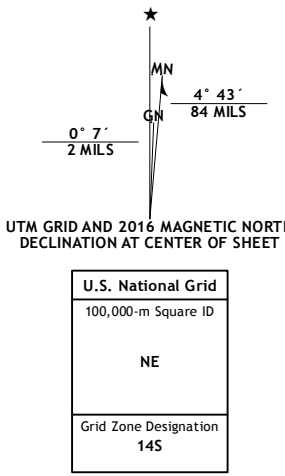 ★
MN
GN
4° 43´
84 MILS
0° 7´
2 MILS
UTM GRID AND 2016 MAGNETIC NORTH
DECLINATION AT CENTER OF SHEET
U.S. National Grid
100,000-m Square ID
NE
Grid Zone Designation
14S